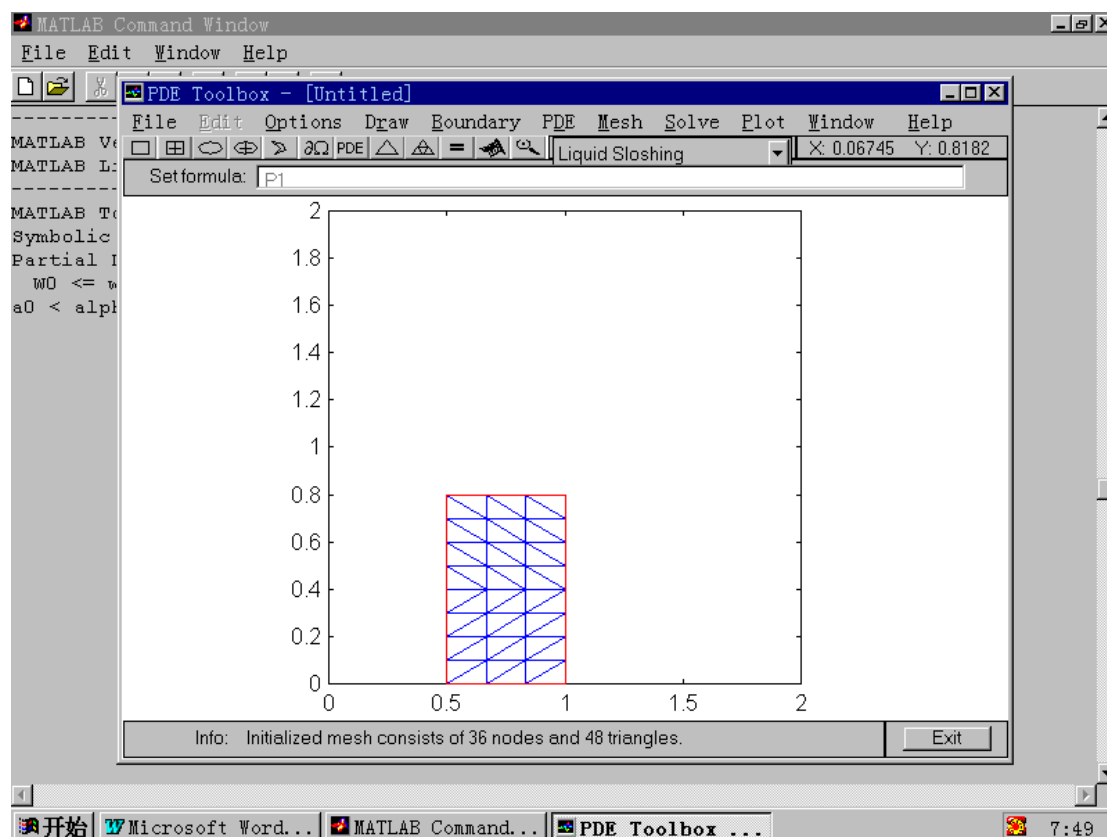 MATLAB Command Window
File Edit Window Help
PDE Toolbox - [Untitled]
File Edit Options Draw Boundary PDE Mesh Solve Plot Window Help
∂Ω PDE = Liquid Sloshing X: 0.06745 Y: 0.8182
Set formula: P1
MATLAB
MATLAB
MATLAB
Symbolic
Partial
W0 <=
a0 <
2
1.8
1.6
1.4
1.2
1
0.8
0.6
0.4
0.2
0
0 0.5 1 1.5 2
Info: Initialized mesh consists of 36 nodes and 48 triangles. Exit
开始 Microsoft Word... MATLAB Command... PDE Toolbox ... 7:49